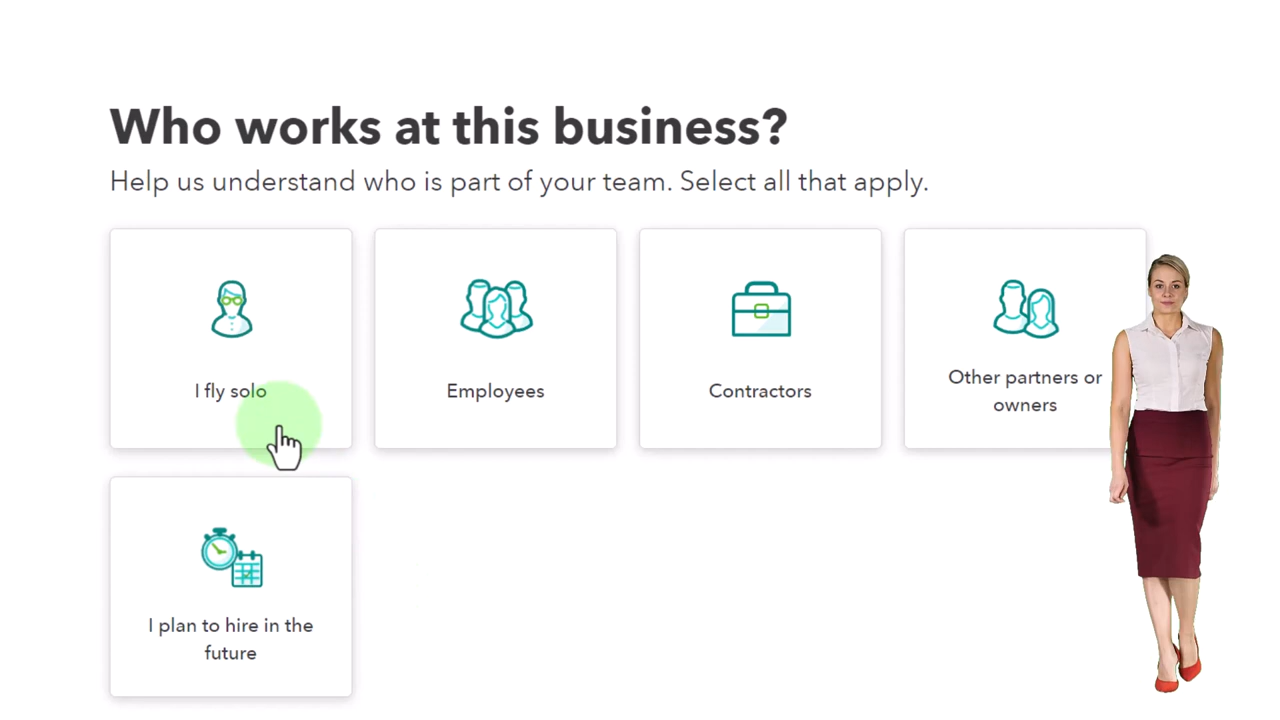 Who works at this business?
Help us understand who is part of your team. Select all that apply.
I fly solo
Employees
Contractors
Other partners or
owners
I plan to hire in the
future